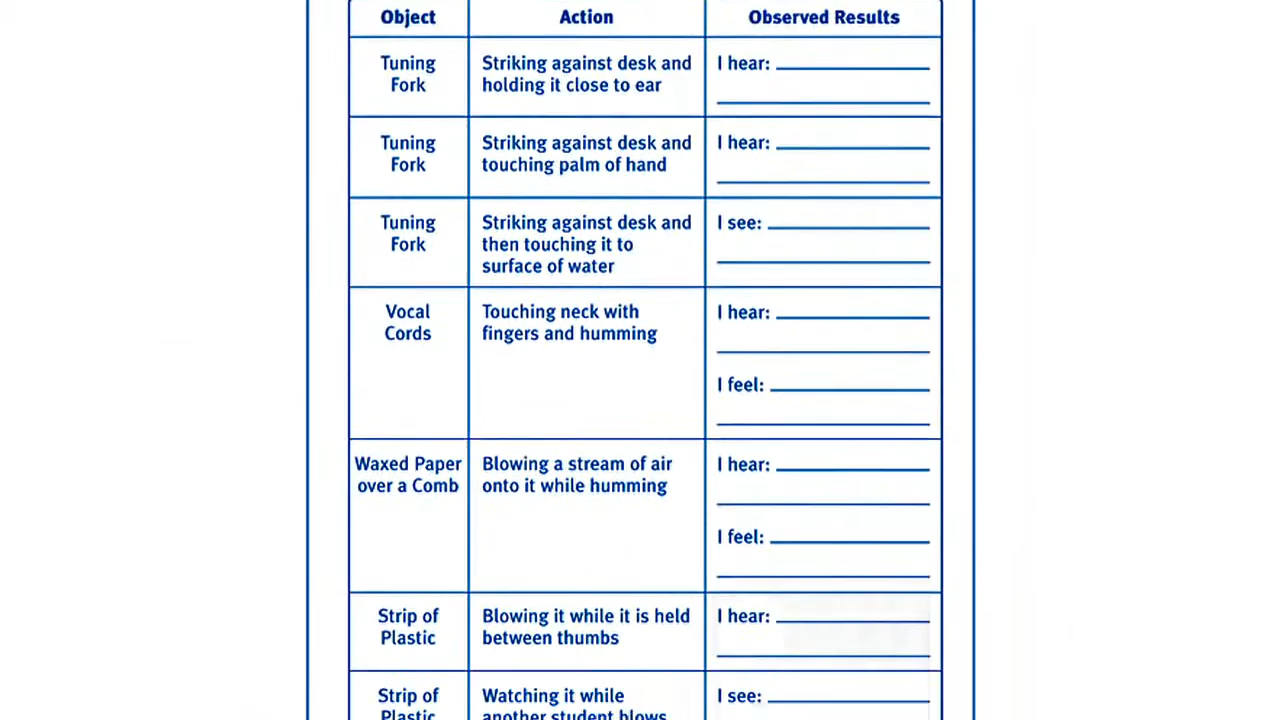 Object Action Observed Results
Tuning Striking against desk and I hear:
Fork holding it close to ear
Tuning Striking against desk and I hear:
Fork touching palm of hand
Tuning Striking against desk and I see:
Fork then touching it to
surface of water
Vocal Touching neck with I hear:
Cords fingers and humming
I feel:
Waxed Paper Blowing a stream of air I hear:
over a Comb onto it while humming
I feel:
Strip of Blowing it while it is held I hear:
Plastic between thumbs
Strip of Watching it while I see:
Plastic another student blows